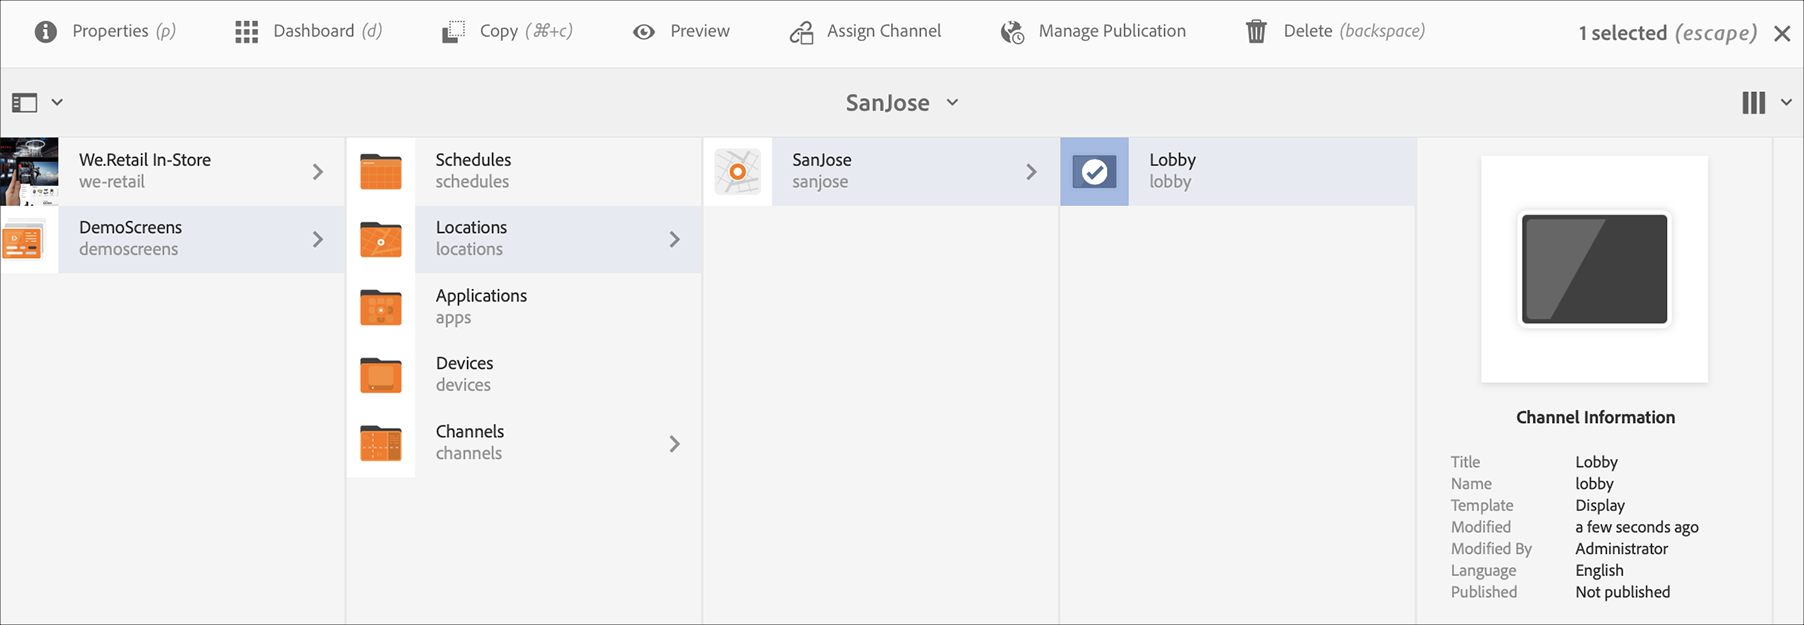 Properties (p)
Dashboard (d)
Copy (⌘+c)
Preview
Assign Channel
Manage Publication
Delete (backspace)
1 selected (escape)
SanJose
We.Retail In-Store
we-retail
DemoScreens
demoscreens
Schedules
schedules
Locations
locations
Applications
apps
Devices
devices
Channels
channels
SanJose
sanjose
Lobby
lobby
Channel Information
Title Lobby
Name lobby
Template Display
Modified a few seconds ago
Modified By Administrator
Language English
Published Not published